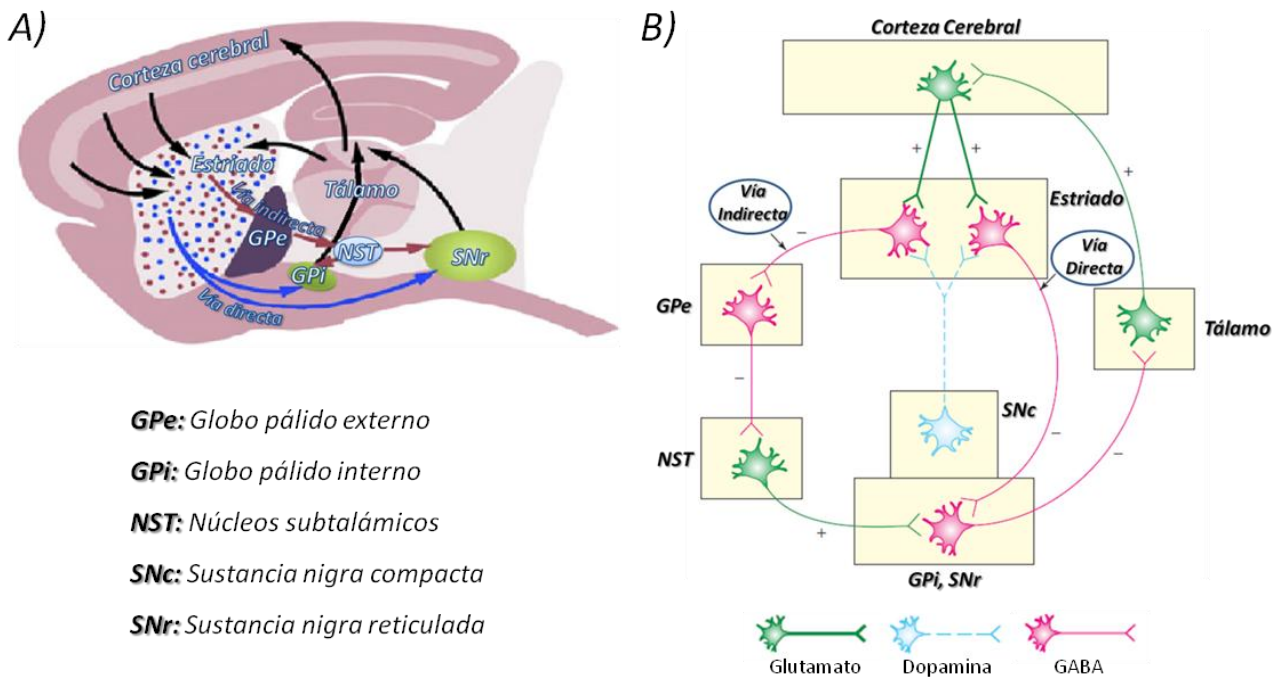 A)
Corteza cerebral
Estriado
Vía Indirecta
GPe
Tálamo
NST
GPi
SNr
Vía directa
GPe: Globo pálido externo
GPi: Globo pálido interno
NST: Núcleos subtalámicos
SNc: Sustancia nigra compacta
SNr: Sustancia nigra reticulada
B)
Corteza Cerebral
+
+
+
Estriado
Vía
Indirecta
−
Vía
Directa
GPe
Tálamo
−
SNc
−
−
NST
+
GPi, SNr
Glutamato
Dopamina
GABA